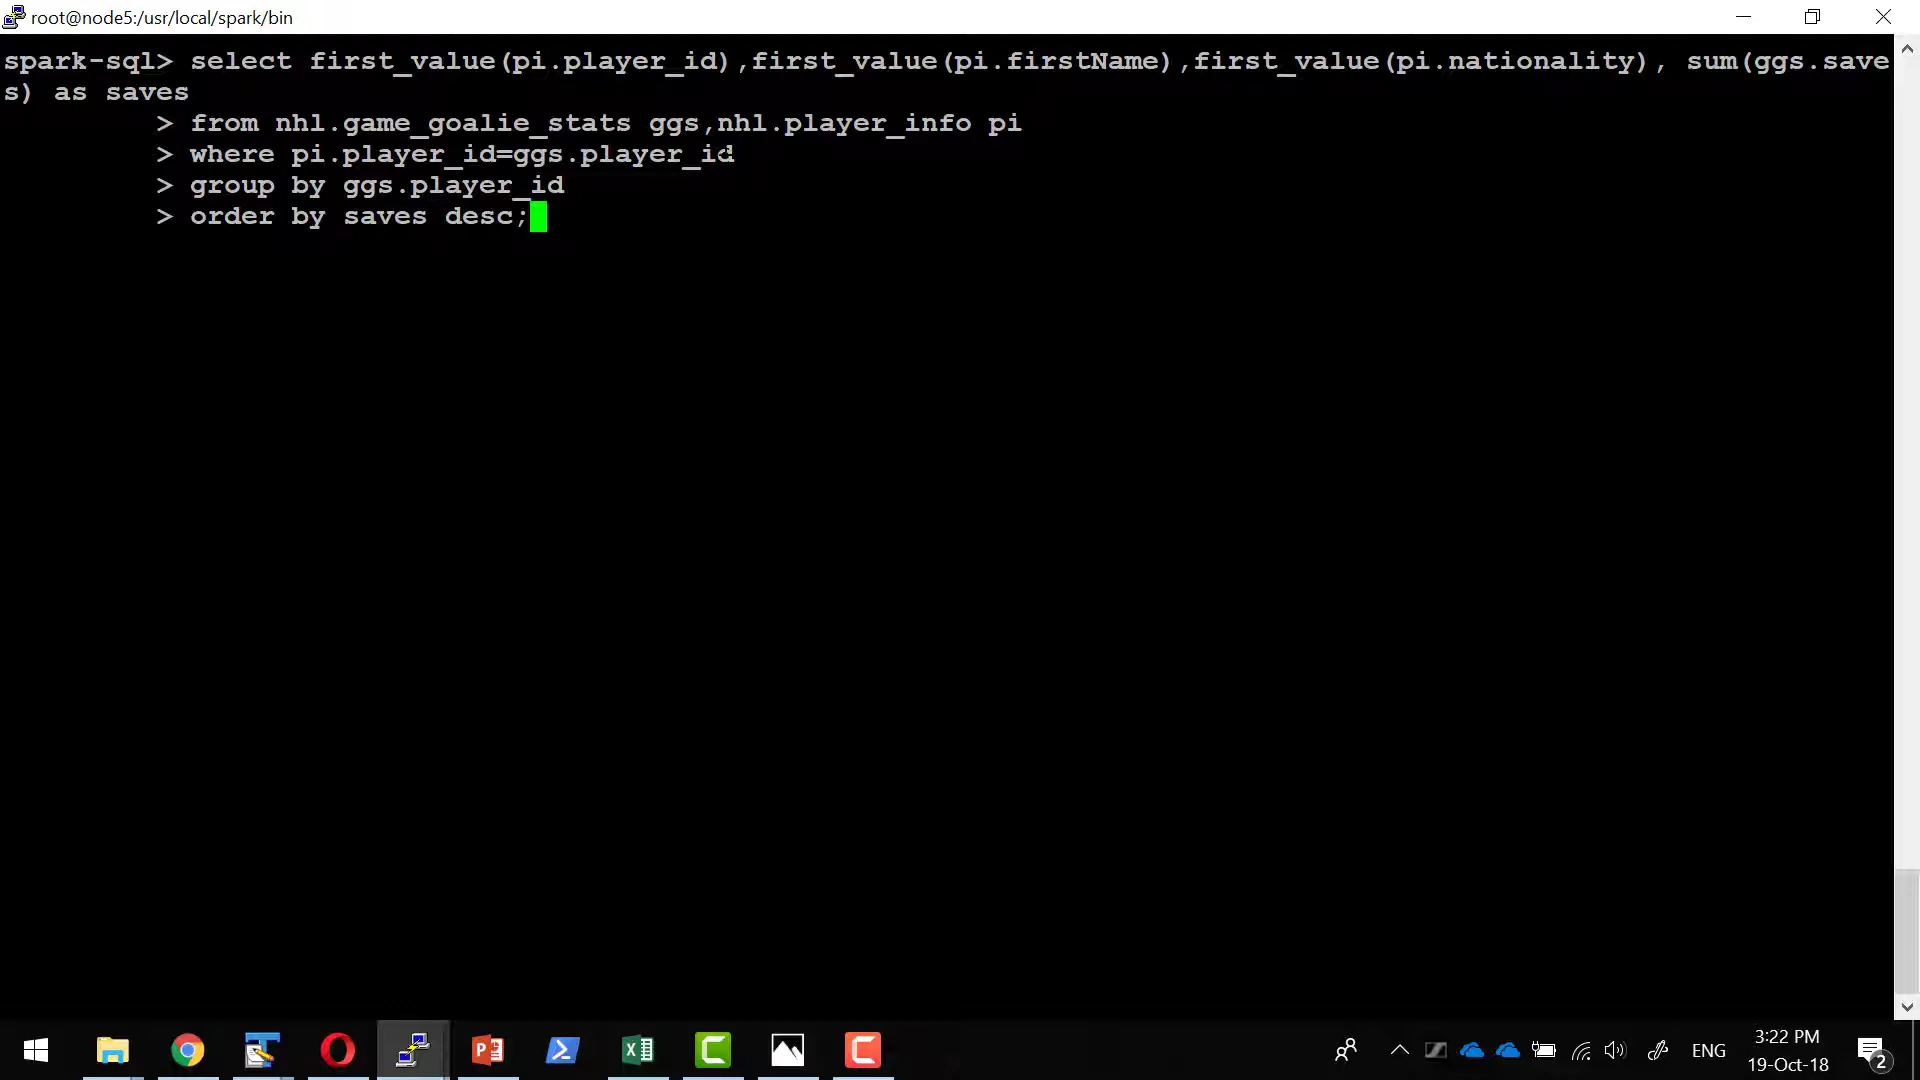 root@node5:/usr/local/spark/bin
spark-sql> select first_value(pi.player_id),first_value(pi.firstName),first_value(pi.nationality), sum(ggs.save
s) as saves
> from nhl.game_goalie_stats ggs,nhl.player_info pi
> where pi.player_id=ggs.player_id
> group by ggs.player_id
> order by saves desc;
ENG
3:22 PM
19-Oct-18
2